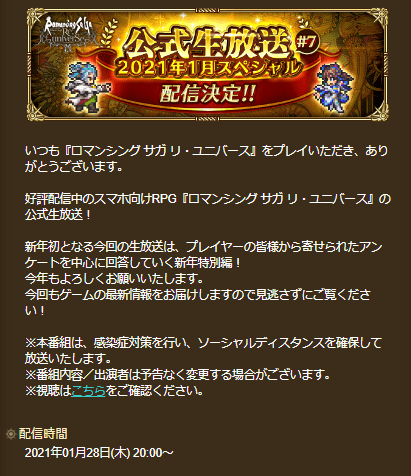 Romancing SaGa
Re;univerSe
公式生放送 #7
2021年1月スペシャル
配信決定!!
いつも『ロマンシング サガ リ・ユニバース』をプレイいただき、あり
がとうございます。
好評配信中のスマホ向けRPG『ロマンシング サガ リ・ユニバース』の
公式生放送！
新年初となる今回の生放送は、プレイヤーの皆様から寄せられたアン
ケートを中心に回答していく新年特別編！
今年もよろしくお願いいたします。
今回もゲームの最新情報をお届けしますので見逃さずにご覧くださ
い！
※本番組は、感染症対策を行い、ソーシャルディスタンスを確保して
放送いたします。
※番組内容／出演者は予告なく変更する場合がございます。
※視聴はこちらをご確認ください。
配信時間
2021年01月28日(木) 20:00～